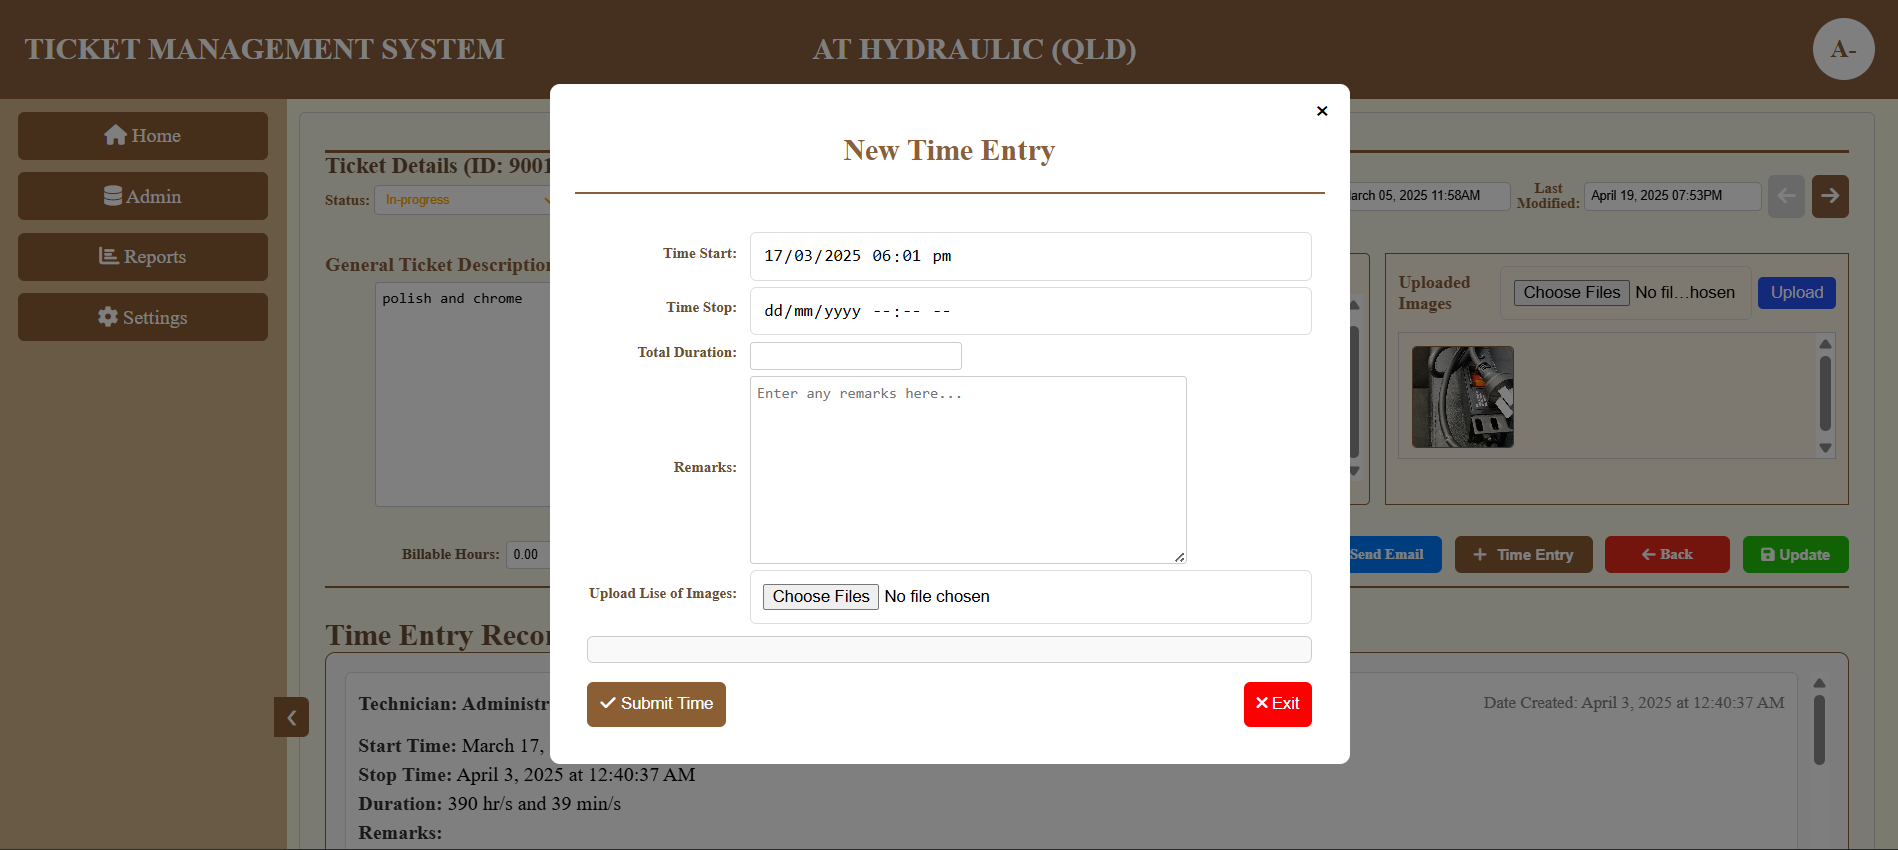 TICKET MANAGEMENT SYSTEM
AT HYDRAULIC (QLD)
A-
Home
Admin
Reports
Settings
Ticket Details (ID: 9001
Status:
In-progress
arch 05, 2025 11:58AM
Last
Modified:
April 19, 2025 07:53PM
General Ticket Description
polish and chrome
Uploaded
Images
Choose Files No fil...hosen
Upload
Billable Hours:
0.00
Send Email
Time Entry
Back
Update
New Time Entry
Time Start:
17/03/2025 06:01 pm
Time Stop:
dd/mm/yyyy --:-- --
Total Duration:
Remarks:
Enter any remarks here...
Upload Lise of Images:
Choose Files No file chosen
Submit Time
Exit
Time Entry Recor
Technician: Administr
Date Created: April 3, 2025 at 12:40:37 AM
Start Time: March 17,
Stop Time: April 3, 2025 at 12:40:37 AM
Duration: 390 hr/s and 39 min/s
Remarks: